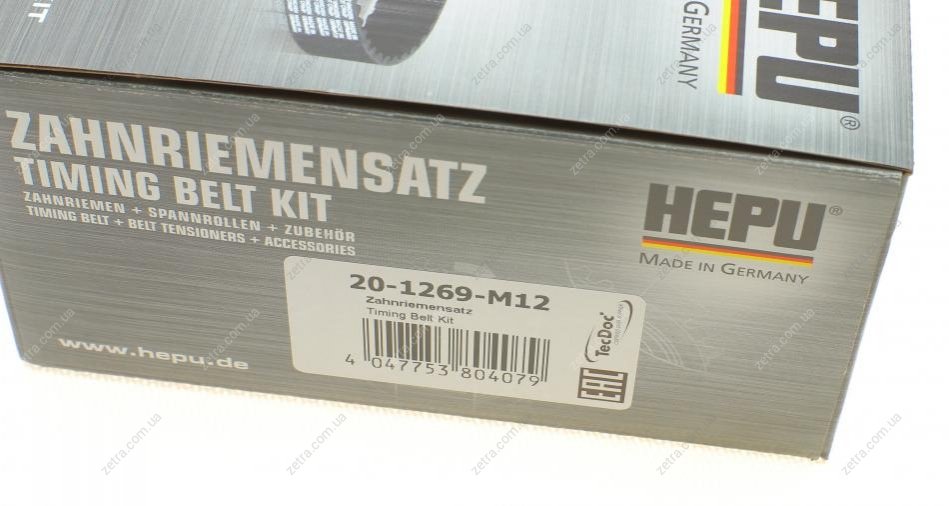 IT
HEPU®
GERMANY
ZAHNRIEMENSATZ
TIMING BELT KIT
ZAHNRIEMEN + SPANNROLLEN + ZUBEHÖR
TIMING BELT + BELT TENSIONERS + ACCESSORIES
HEPU®
MADE IN GERMANY
20-1269-M12
Zahnriemensatz
Timing Belt Kit
4 047753 804079
TecDoc
EAC
www.hepu.de
zetra.com.ua